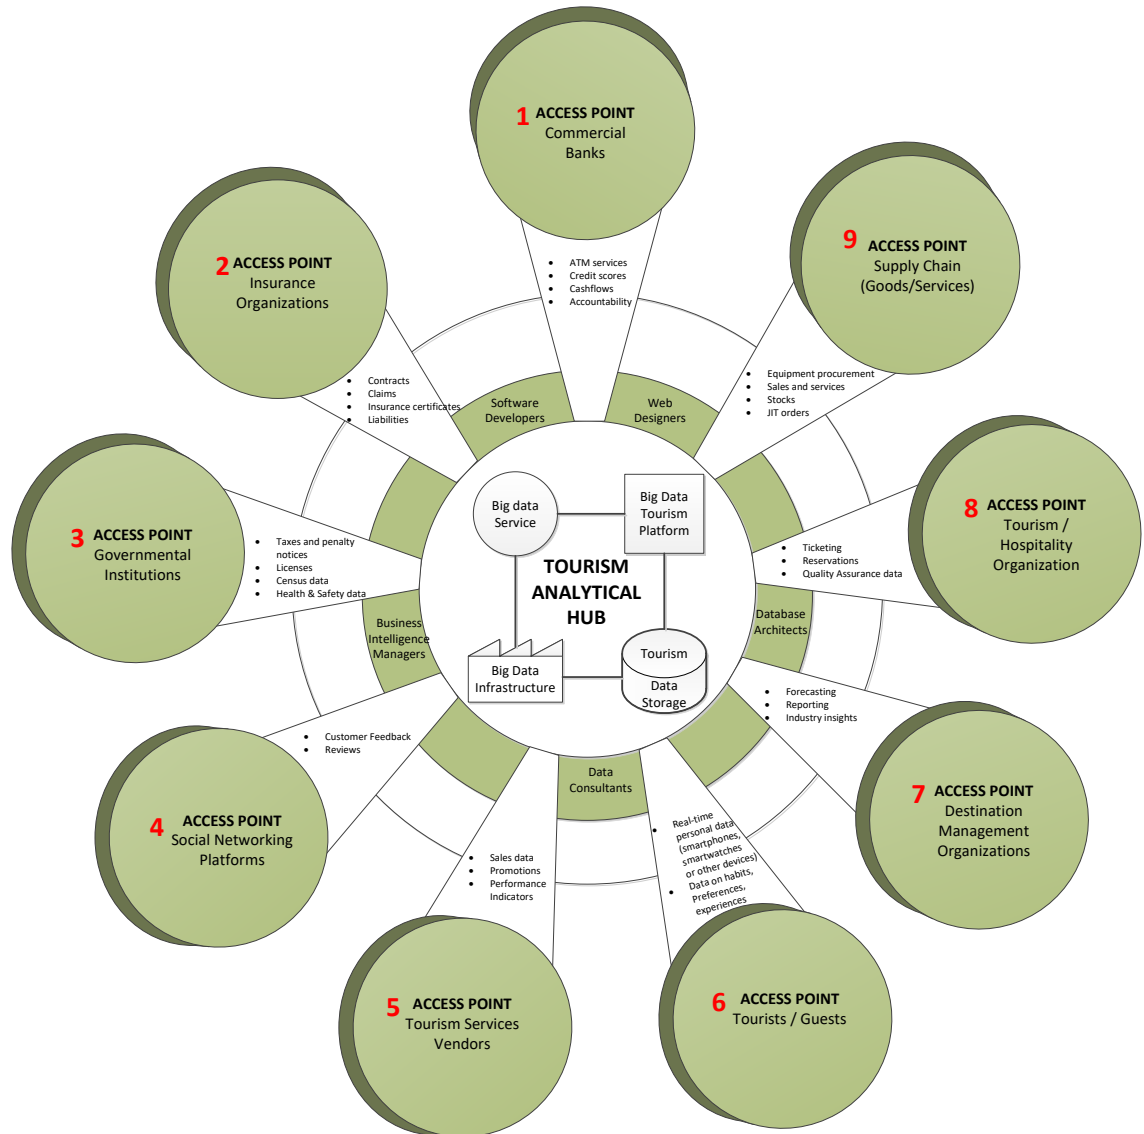 1 ACCESS POINT
Commercial
Banks
• ATM services
• Credit scores
• Cashflows
• Accountability
2 ACCESS POINT
Insurance
Organizations
• Contracts
• Claims
• Insurance certificates
• Liabilities
3 ACCESS POINT
Governmental
Institutions
• Taxes and penalty
notices
• Licenses
• Census data
• Health & Safety data
4 ACCESS POINT
Social Networking
Platforms
• Customer Feedback
• Reviews
5 ACCESS POINT
Tourism Services
Vendors
• Sales data
• Promotions
• Performance
Indicators
6 ACCESS POINT
Tourists / Guests
• Real-time
personal data
(smartphones,
smartwatches
or other devices)
• Data on habits,
Preferences,
experiences
7 ACCESS POINT
Destination
Management
Organizations
• Forecasting
• Reporting
• Industry insights
8 ACCESS POINT
Tourism /
Hospitality
Organization
• Ticketing
• Reservations
• Quality Assurance data
9 ACCESS POINT
Supply Chain
(Goods/Services)
• Equipment procurement
• Sales and services
• Stocks
• JIT orders
Software
Developers
Web
Designers
Database
Architects
Data
Consultants
Business
Intelligence
Managers
Big data
Service
Big Data
Tourism
Platform
TOURISM
ANALYTICAL
HUB
Big Data
Infrastructure
Tourism
Data
Storage